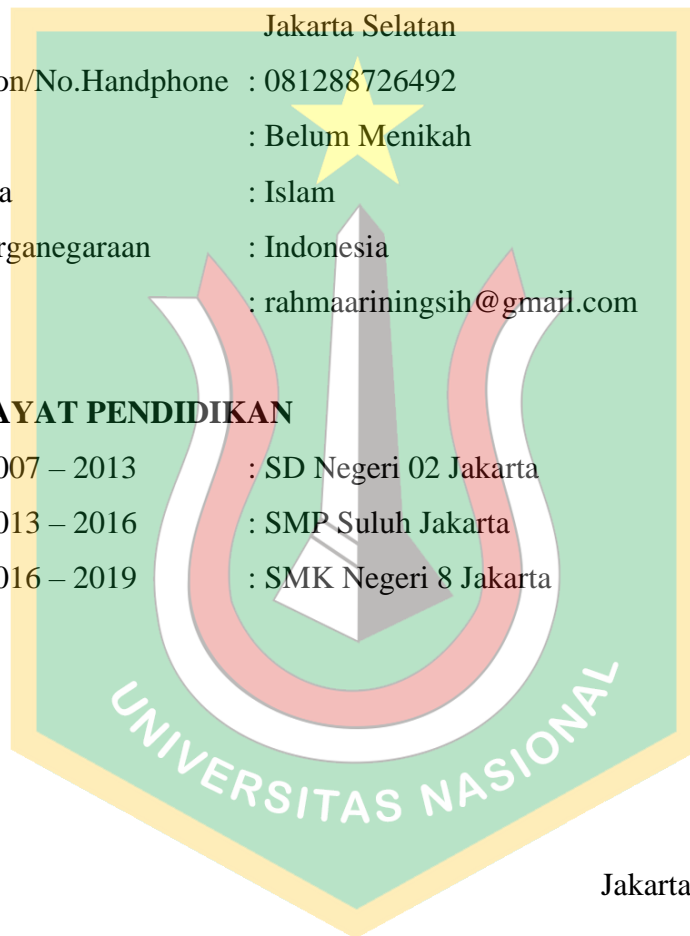 Jakarta Selatan
on/No.Handphone : 081288726492
: Belum Menikah
a : Islam
rganegaraan : Indonesia
: rahmaariningsih@gmail.com
AYAT PENDIDIKAN
007 – 2013 : SD Negeri 02 Jakarta
013 – 2016 : SMP Suluh Jakarta
016 – 2019 : SMK Negeri 8 Jakarta
UNIVERSITAS NASIONAL
Jakarta